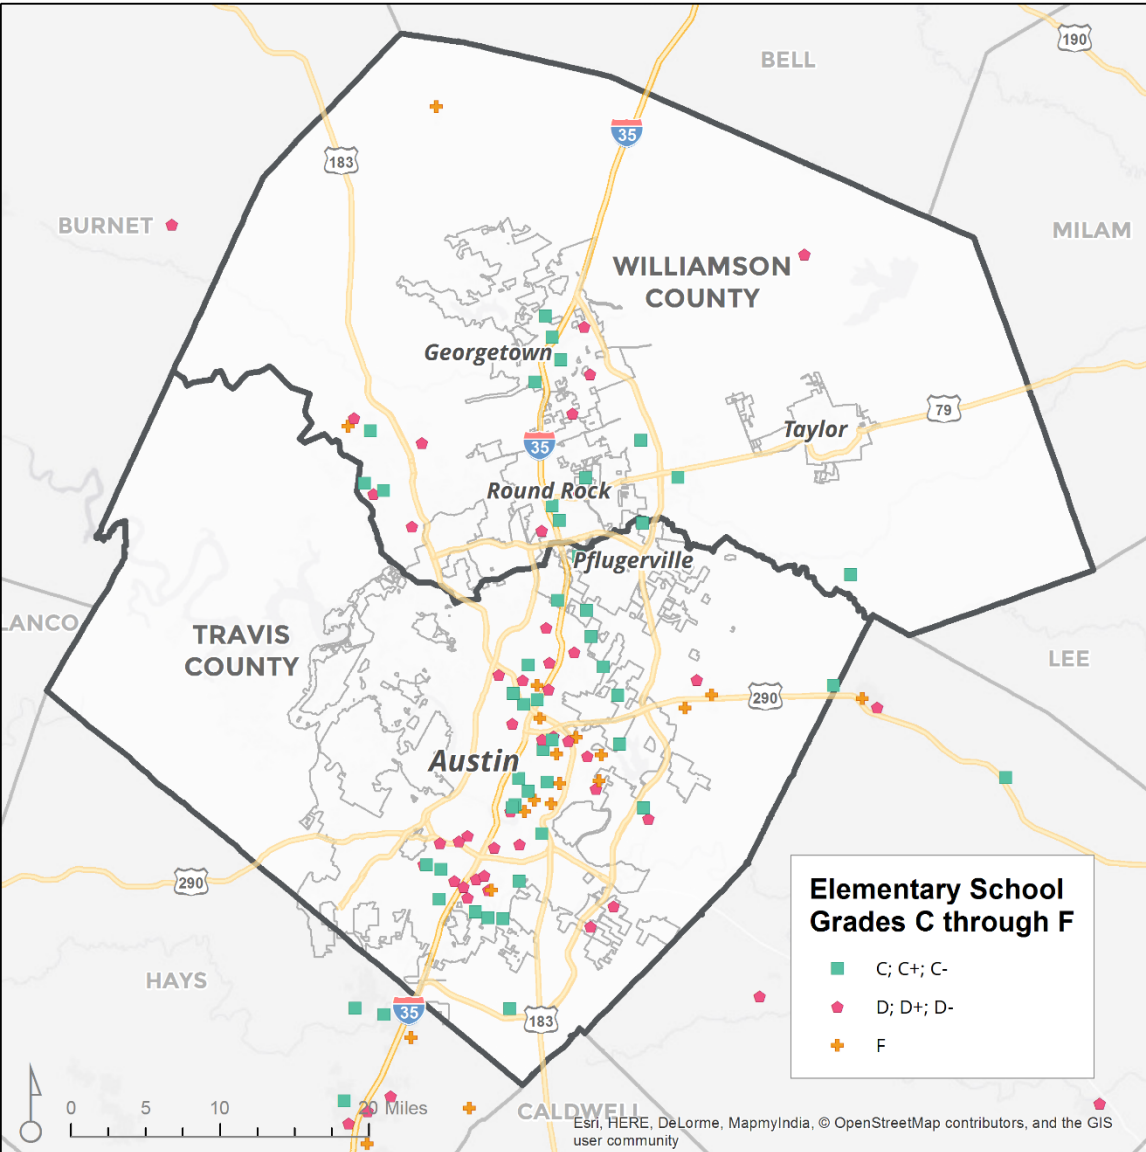 190
BELL
35
183
BURNET
MILAM
WILLIAMSON
COUNTY
Georgetown
79
Taylor
35
Round Rock
Pflugerville
LANCO
TRAVIS
COUNTY
LEE
290
Austin
290
Elementary School
Grades C through F
C; C+; C-
D; D+; D-
F
HAYS
35
183
0 5 10 20 Miles
CALDWELL
Esri, HERE, DeLorme, MapmyIndia, © OpenStreetMap contributors, and the GIS
user community